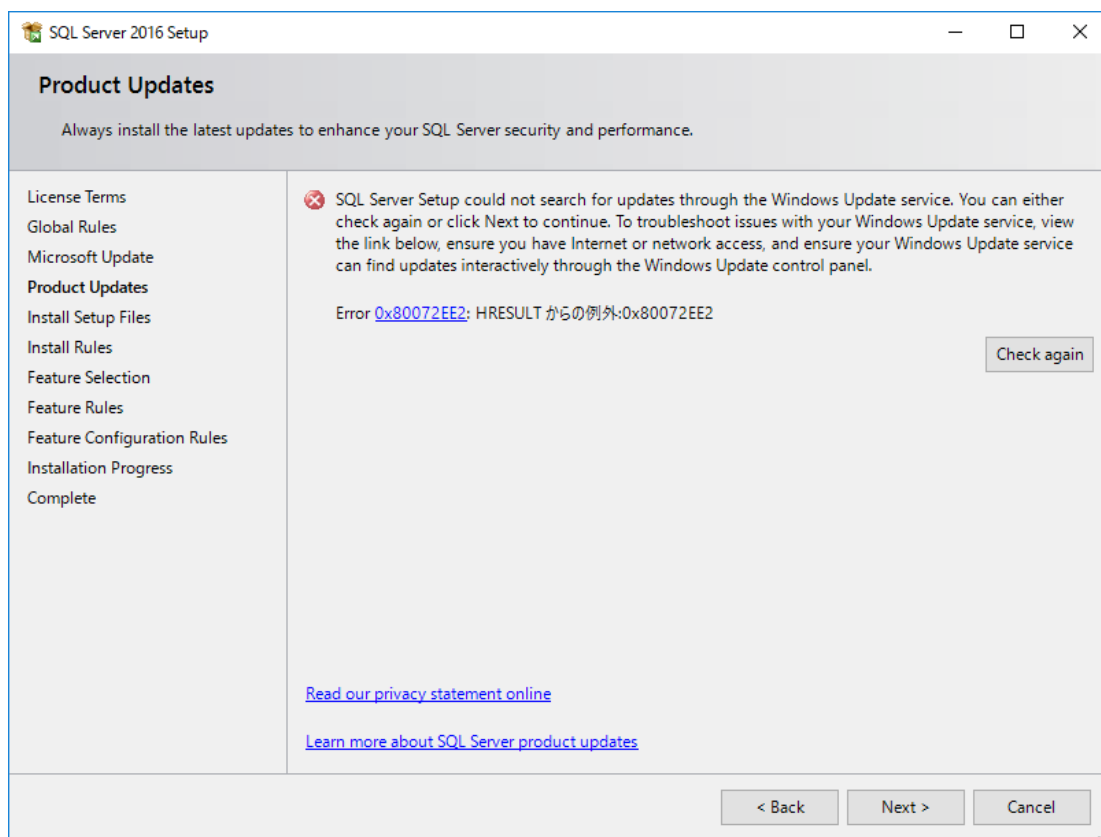 SQL Server 2016 Setup
Product Updates
Always install the latest updates to enhance your SQL Server security and performance.
License Terms
Global Rules
Microsoft Update
Product Updates
Install Setup Files
Install Rules
Feature Selection
Feature Rules
Feature Configuration Rules
Installation Progress
Complete
SQL Server Setup could not search for updates through the Windows Update service. You can either
check again or click Next to continue. To troubleshoot issues with your Windows Update service, view
the link below, ensure you have Internet or network access, and ensure your Windows Update service
can find updates interactively through the Windows Update control panel.
Error 0x80072EE2: HRESULT からの例外:0x80072EE2
Check again
Read our privacy statement online
Learn more about SQL Server product updates
< Back
Next >
Cancel